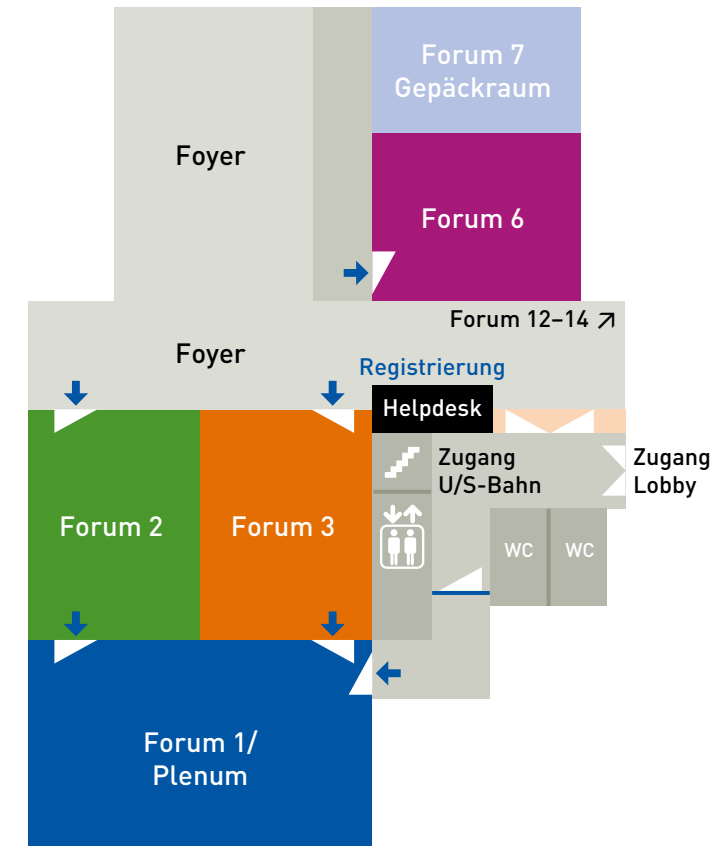 Forum 7
Gepäckraum
Foyer
Forum 6
Forum 12–14
Foyer
Registrierung
Helpdesk
Zugang
U/S-Bahn
Zugang
Lobby
Forum 2
Forum 3
WC
WC
Forum 1/
Plenum